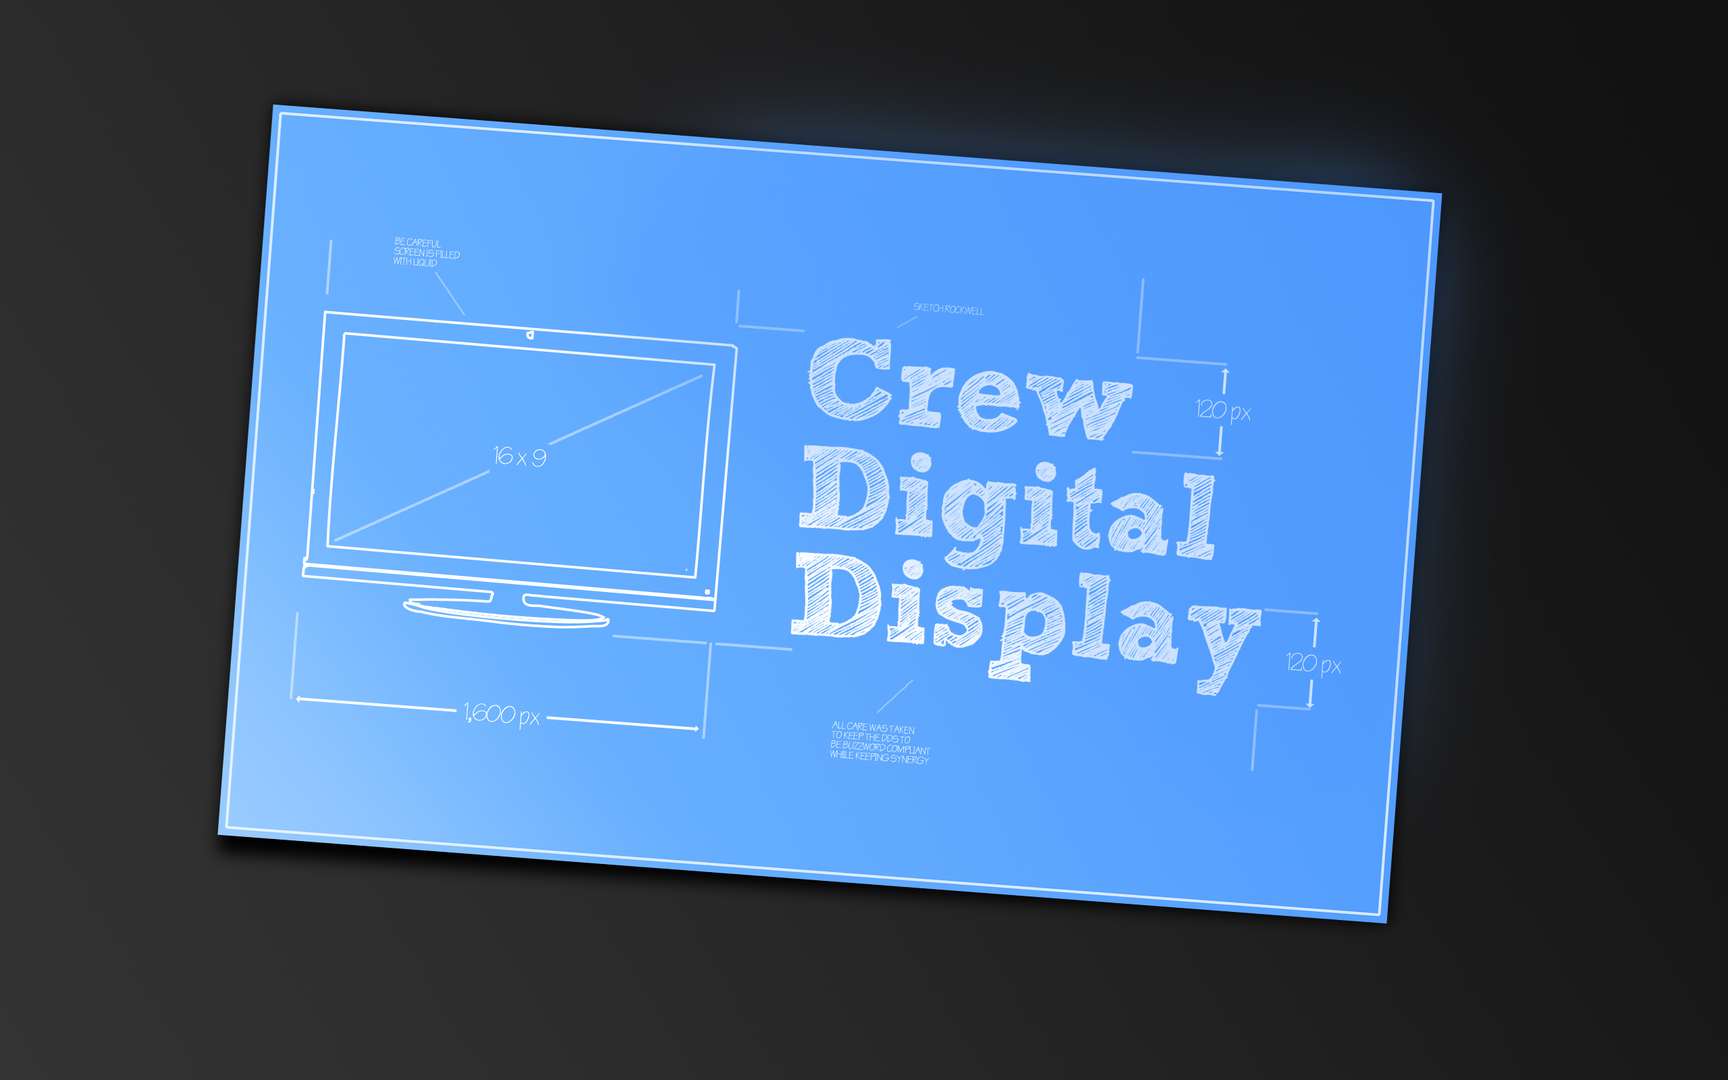 BE CAREFUL
SCREEN IS FILLED
WITH LIQUID
SKETCH ROCKWELL
Crew
Digital
Display
120 px
16 x 9
120 px
1,600 px
ALL CARE WAS TAKEN
TO KEEP THE DDS TO
BE BUZZWORD COMPLIANT
WHILE KEEPING SYNERGY